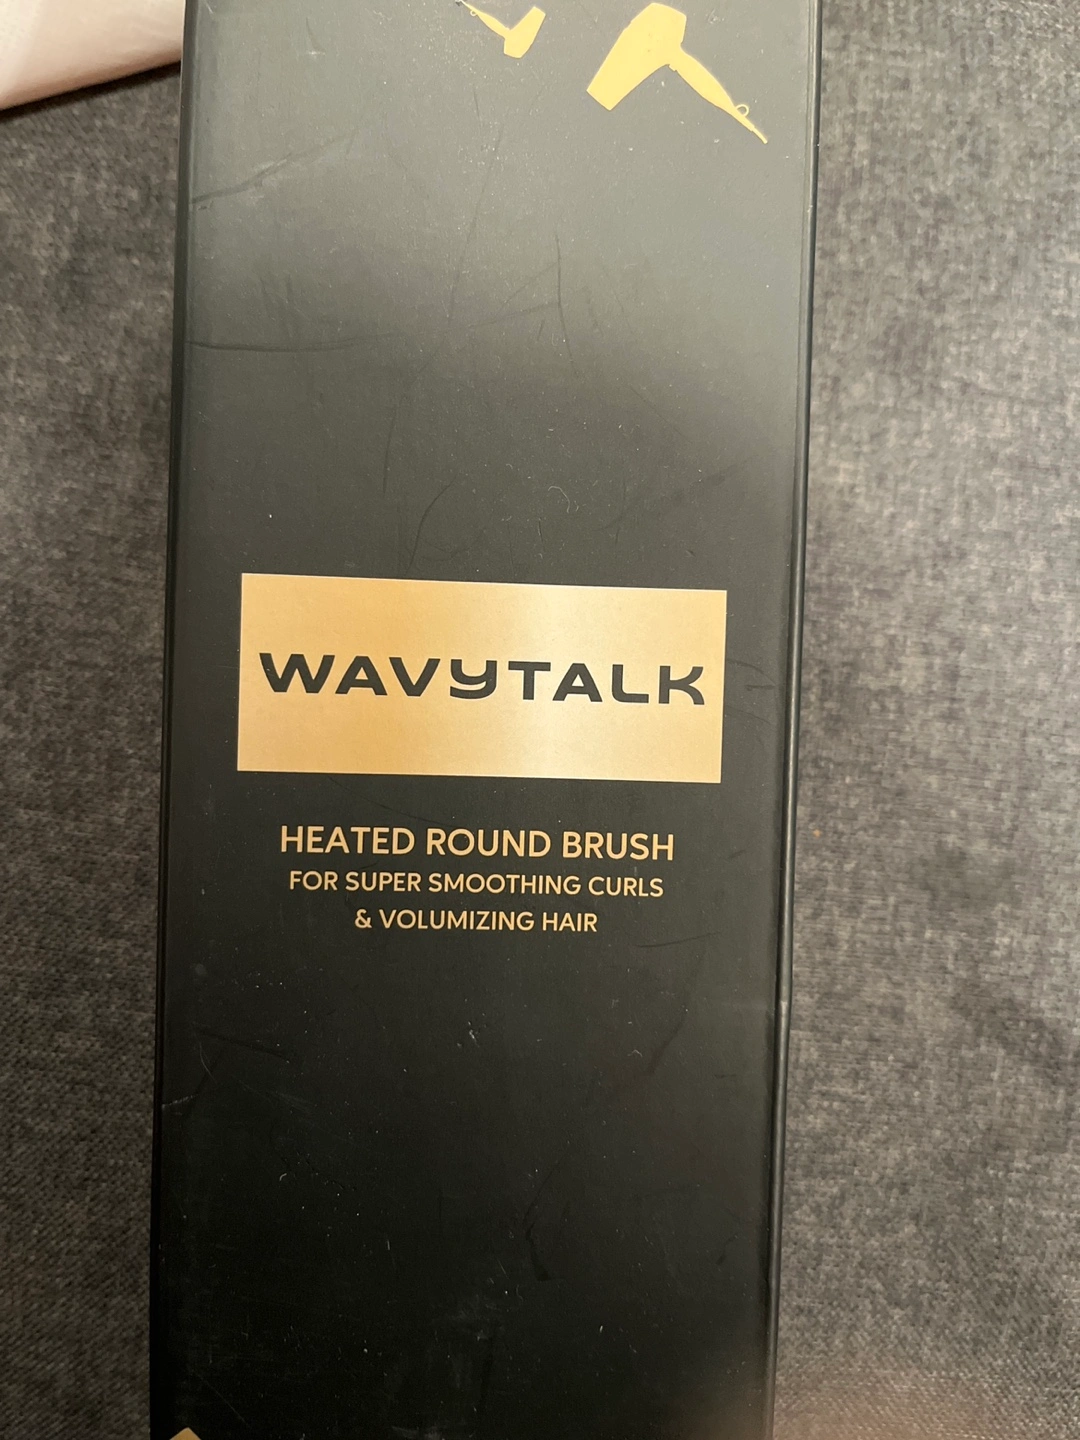 WAVYTALK
HEATED ROUND BRUSH
FOR SUPER SMOOTHING CURLS
& VOLUMIZING HAIR